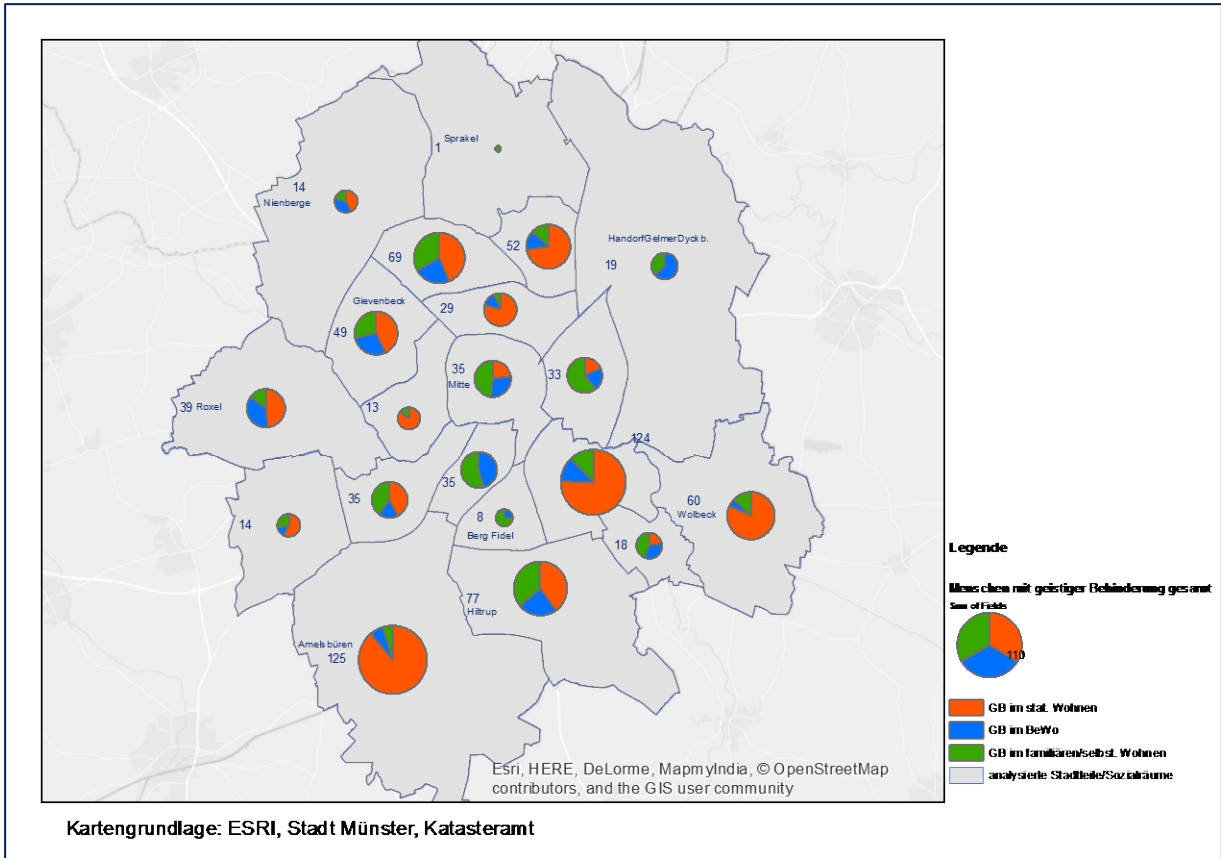 Sprakel
1
14
Nienberge
52
HandorfGelmerDyckb.
69
19
Gievenbeck
29
49
35
Mitte
33
39 Roxel
13
124
35
35
60
Wolbeck
8
Berg Fidel
14
18
77
Hiltrup
Amelsbüren
125
Esri, HERE, DeLorme, MapmyIndia, © OpenStreetMap
contributors, and the GIS user community
Legende
Menschen mit geistiger Behinderung gesamt
Sum of Fields
110
GB im stat. Wohnen
GB im BeWo
GB im familiären/selbst. Wohnen
analysierte Stadtteile/Sozialräume
Kartengrundlage: ESRI, Stadt Münster, Katasteramt